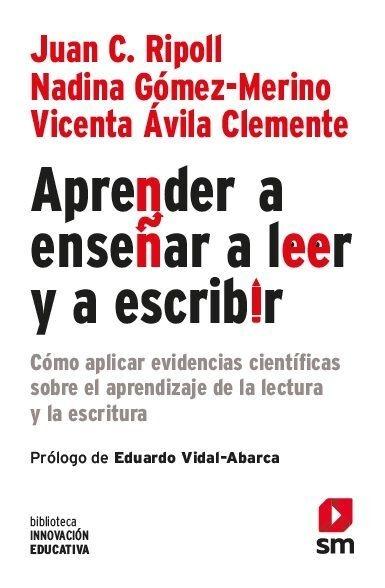 Juan C. Ripoll
Nadina Gómez-Merino
Vicenta Ávila Clemente
Aprender a
enseñar a leer
y a escribir
Cómo aplicar evidencias científicas
sobre el aprendizaje de la lectura
y la escritura
Prólogo de Eduardo Vidal-Abarca
biblioteca
INNOVACIÓN
EDUCATIVA
sm